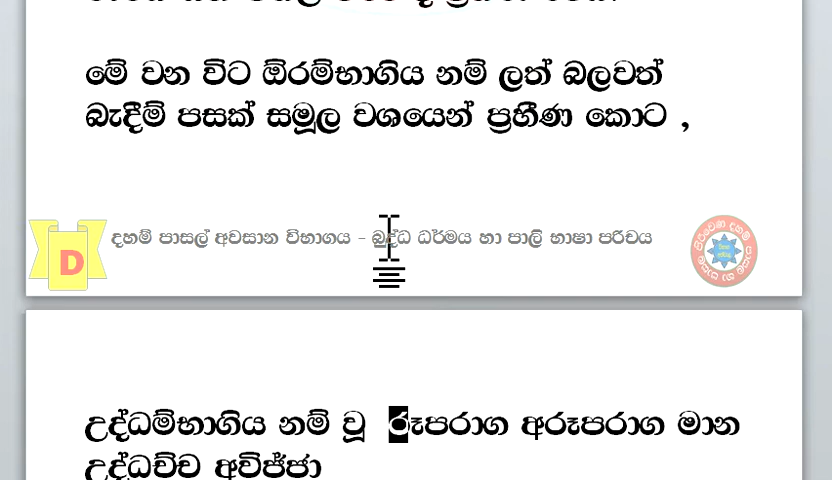 මේ වන විට ඕරම්භාගිය නම් ලත් බලවත්
බැඳීම් පසක් සමූල වශයෙන් ප්‍රහීණ කොට ,
D
දහම් පාසල් අවසාන විභාගය - බුද්ධ ධර්මය හා පාලි භාෂා පරිචය
උද්ධම්භාගිය නම් වූ රූපරාග අරූපරාග මාන
උද්ධච්ච අවිජ්ජා